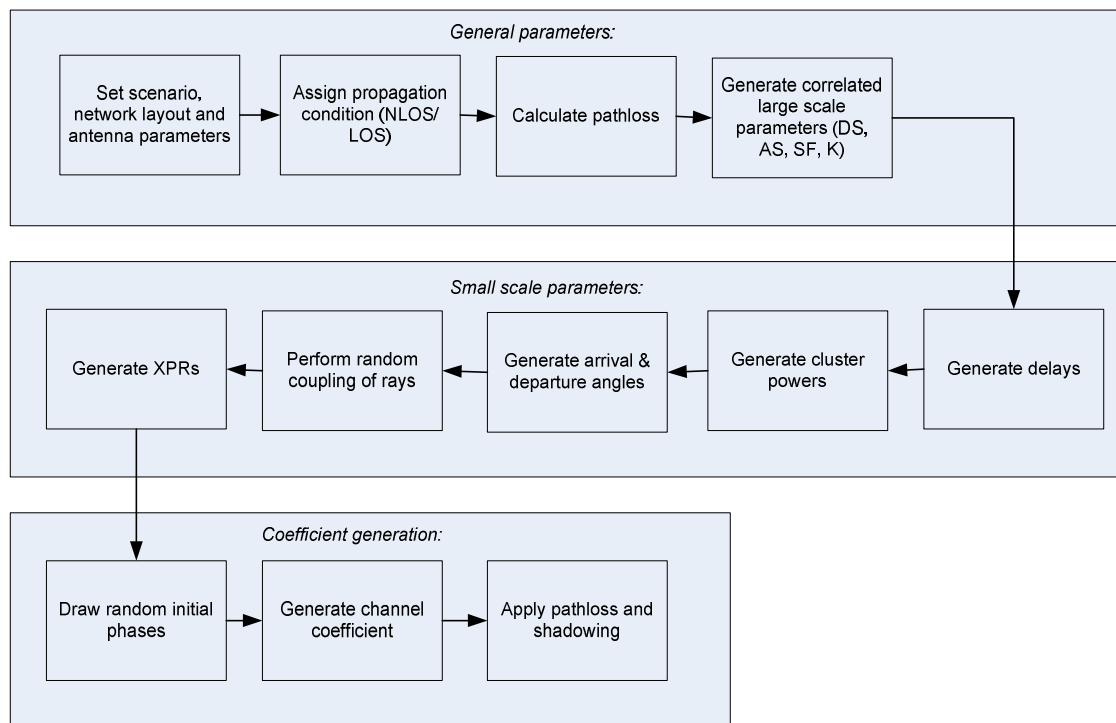 General parameters:
Set scenario,
network layout and
antenna parameters
Assign propagation
condition (NLOS/
LOS)
Calculate pathloss
Generate correlated
large scale
parameters (DS,
AS, SF, K)
Small scale parameters:
Generate XPRs
Perform random
coupling of rays
Generate arrival &
departure angles
Generate cluster
powers
Generate delays
Coefficient generation:
Draw random initial
phases
Generate channel
coefficient
Apply pathloss and
shadowing